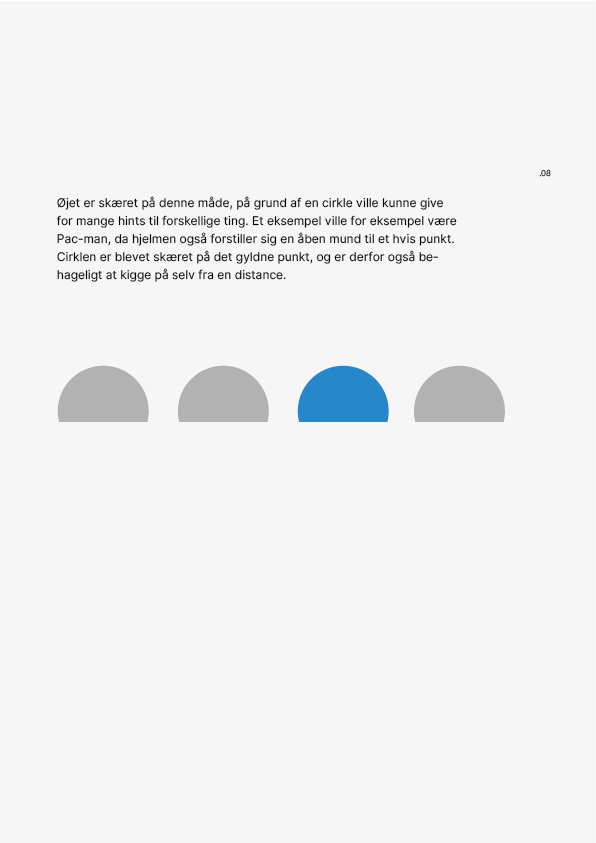 .08
Øjet er skæret på denne måde, på grund af en cirkle ville kunne give
for mange hints til forskellige ting. Et eksempel ville for eksempel være
Pac-man, da hjelmen også forstiller sig en åben mund til et hvis punkt.
Cirklen er blevet skæret på det gyldne punkt, og er derfor også be-
hageligt at kigge på selv fra en distance.